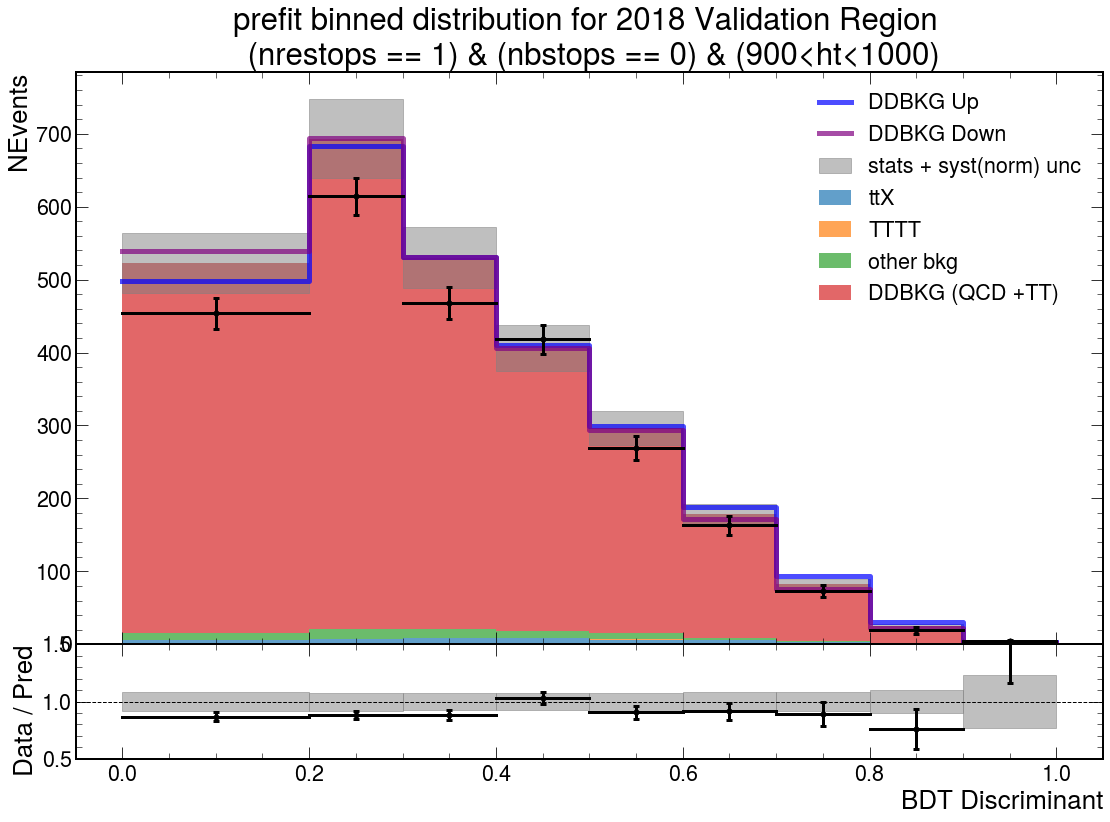 prefit binned distribution for 2018 Validation Region
(nrestops == 1) & (nbstops == 0) & (900<ht<1000)
NEvents
700
600
500
400
300
200
100
0
DDBKG Up
DDBKG Down
stats + syst(norm) unc
ttX
TTTT
other bkg
DDBKG (QCD +TT)
Data / Pred
1.5
1.0
0.5
0.0
0.2
0.4
0.6
0.8
1.0
BDT Discriminant